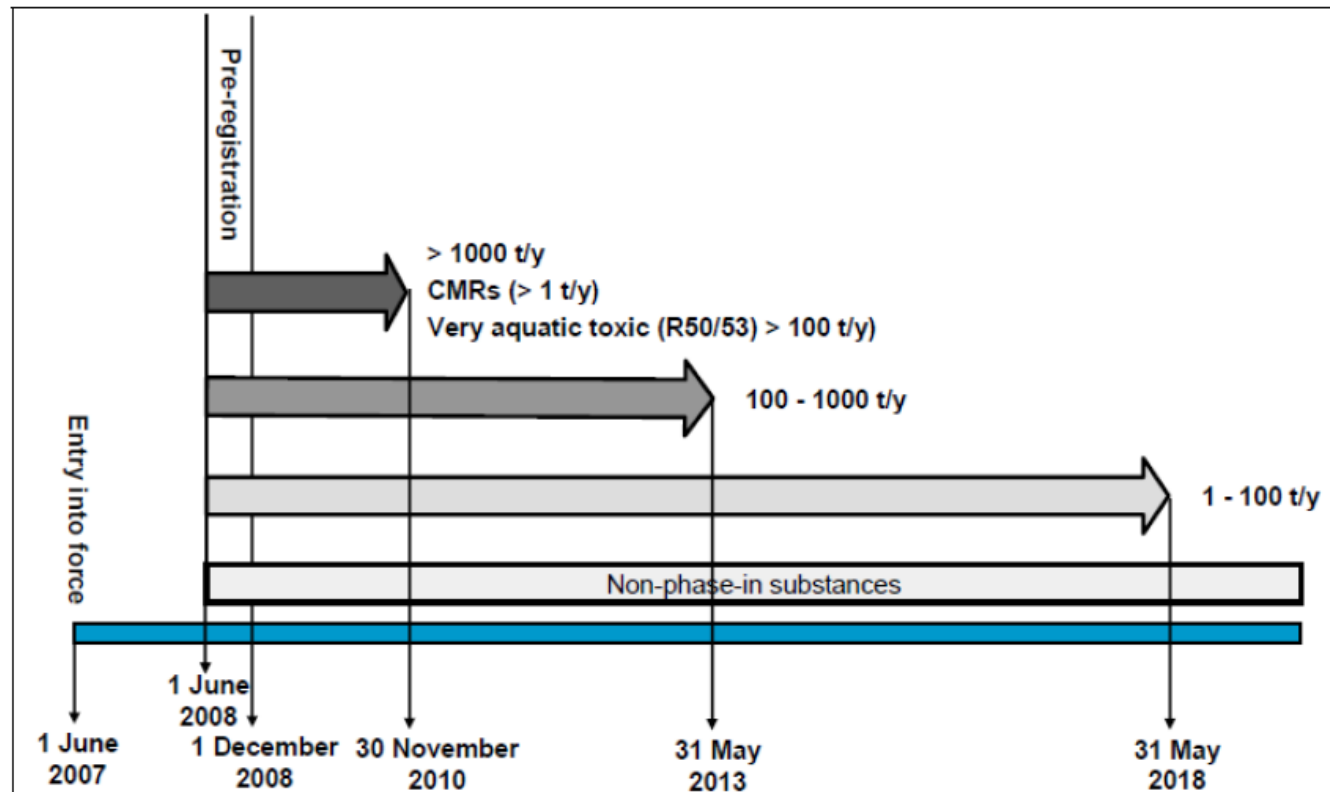 Pre-registration
> 1000 t/y
CMRs (> 1 t/y)
Very aquatic toxic (R50/53) > 100 t/y)
100 - 1000 t/y
Entry into force
1 - 100 t/y
Non-phase-in substances
1 June
2008
1 June
2007
1 December
2008
30 November
2010
31 May
2013
31 May
2018